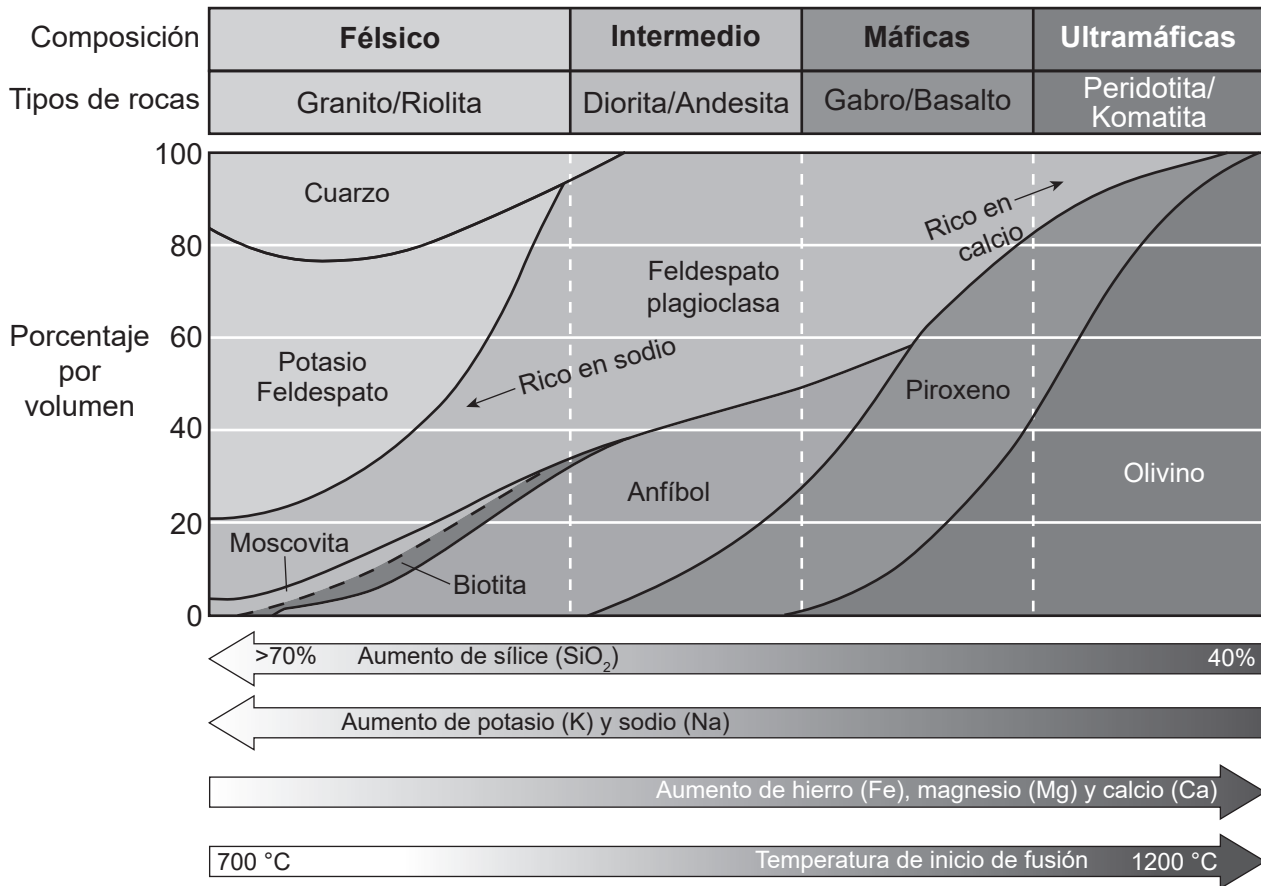 Composición
Félsico
Intermedio
Máficas
Ultramáficas
Tipos de rocas
Granito/Riolita
Diorita/Andesita
Gabro/Basalto
Peridotita/
Komatita
Porcentaje
por
volumen
100
80
60
40
20
0
Cuarzo
Potasio
Feldespato
Moscovita
Biotita
Rico en sodio
Feldespato
plagioclasa
Rico en
calcio
Anfíbol
Piroxeno
Olivino
>70% Aumento de sílice (SiO₂) 40%
Aumento de potasio (K) y sodio (Na)
Aumento de hierro (Fe), magnesio (Mg) y calcio (Ca)
700 °C Temperatura de inicio de fusión 1200 °C